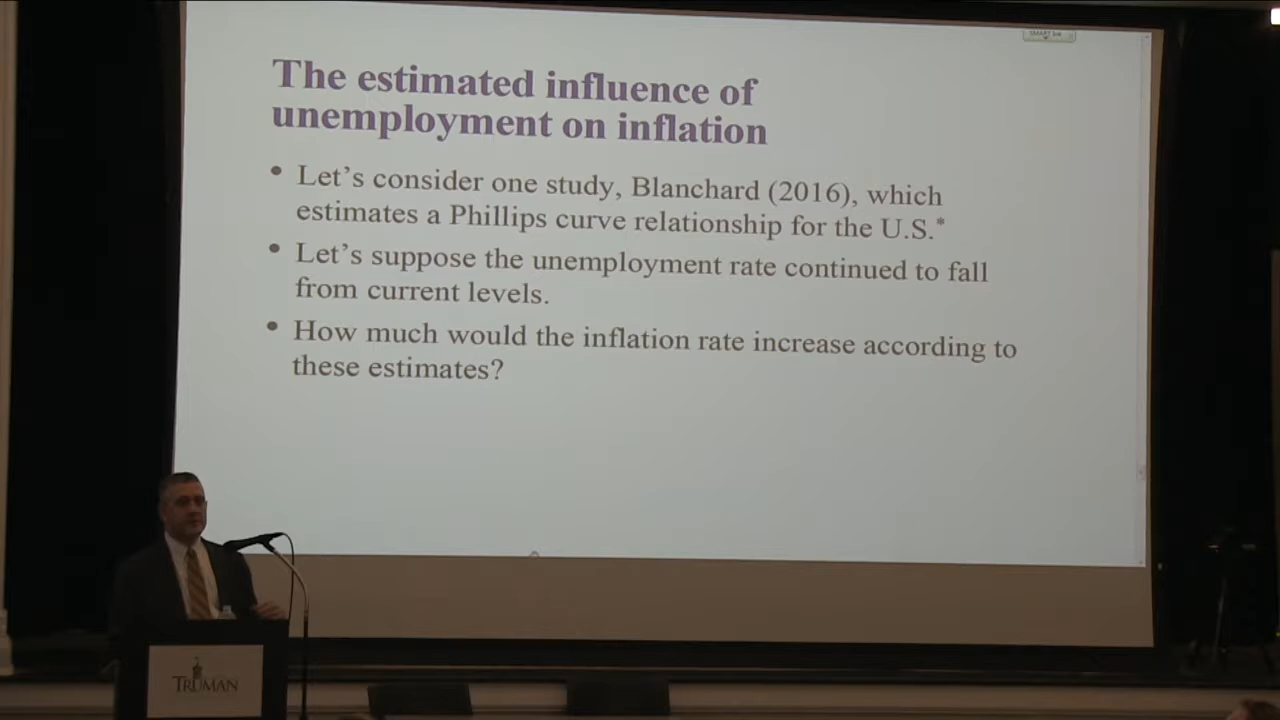 The estimated influence of
unemployment on inflation
• Let's consider one study, Blanchard (2016), which
estimates a Phillips curve relationship for the U.S.*
• Let's suppose the unemployment rate continued to fall
from current levels.
• How much would the inflation rate increase according to
these estimates?
TRUMAN